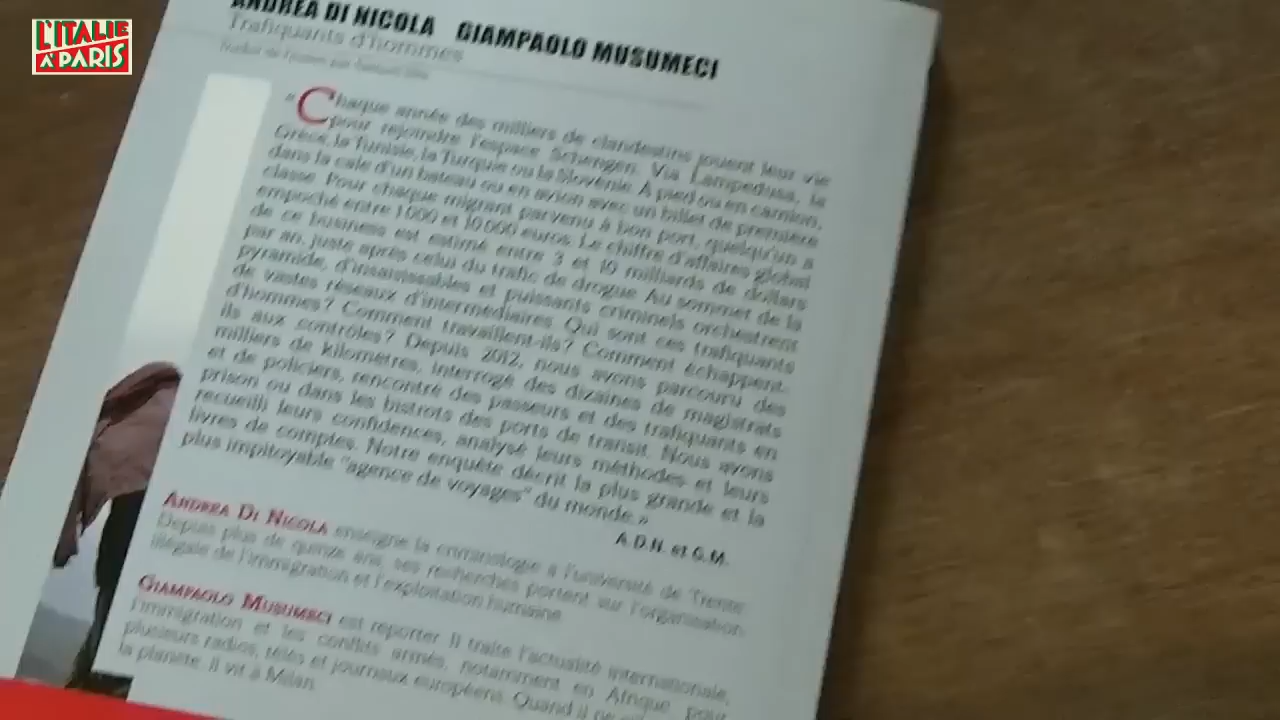 L'ITALIE
À PARIS
ANDREA DI NICOLA GIAMPAOLO MUSUMECI
Trafiquants d'hommes
« Chaque année des milliers de clandestins jouent leur vie
pour rejoindre l'espace Schengen. Via Lampedusa, la
Grèce, la Tunisie, la Turquie ou la Slovénie. À pied ou en camion,
dans la cale d'un bateau ou en avion avec un billet de première
classe. Pour chaque migrant parvenu à bon port, quelqu'un a
empoché entre 1 000 et 10 000 euros. Le chiffre d'affaires global
de ce business est estimé entre 3 et 10 milliards de dollars
par an, juste après celui du trafic de drogue. Au sommet de la
pyramide, d'insaisissables et puissants criminels orchestrent
de vastes réseaux d'intermédiaires. Qui sont ces trafiquants
d'hommes ? Comment travaillent-ils ? Comment échappent-
ils aux contrôles ? Depuis 2012, nous avons parcouru des
milliers de kilomètres, interrogé des dizaines de magistrats
et de policiers, rencontré des passeurs et des trafiquants en
prison ou dans les bistrots des ports de transit. Nous avons
recueilli leurs confidences, analysé leurs méthodes et leurs
livres de comptes. Notre enquête décrit la plus grande et la
plus impitoyable "agence de voyages" du monde. »
A.D.N. et G.M.
ANDREA DI NICOLA enseigne la criminologie à l'université de Trente.
Depuis plus de quinze ans, ses recherches portent sur l'organisation
illégale de l'immigration et l'exploitation humaine.
GIAMPAOLO MUSUMECI est reporter. Il traite l'actualité internationale,
l'immigration et les conflits armés, notamment en Afrique, pour
plusieurs radios, télés et journaux européens. Quand il ne
la planète, il vit à Milan.